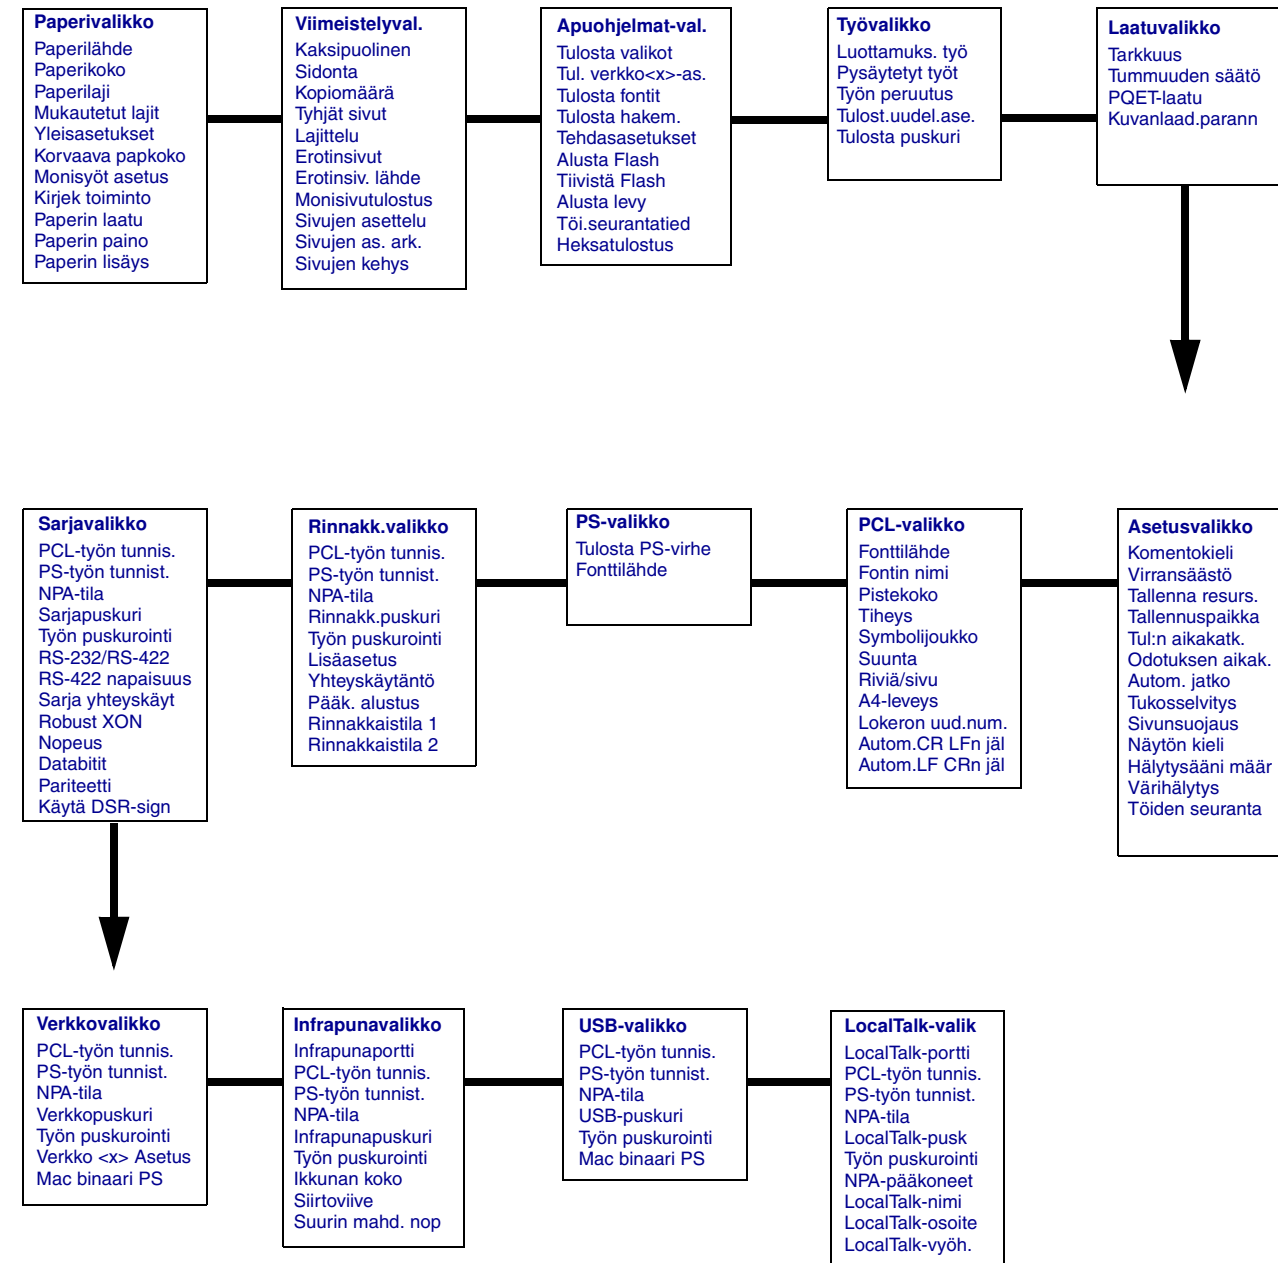 Paperivalikko
Paperilähde
Paperikoko
Paperilaji
Mukautetut lajit
Yleisasetukset
Korvaava papkoko
Monisyöt asetus
Kirjek toiminto
Paperin laatu
Paperin paino
Paperin lisäys
Viimeistelyval.
Kaksipuolinen
Sidonta
Kopiomäärä
Tyhjät sivut
Lajittelu
Erotinsivut
Erotinsiv. lähde
Monisivutulostus
Sivujen asettelu
Sivujen as. ark.
Sivujen kehys
Apuohjelmat-val.
Tulosta valikot
Tul. verkko<x>-as.
Tulosta fontit
Tulosta hakem.
Tehdasasetukset
Alusta Flash
Tiivistä Flash
Alusta levy
Töi.seurantatied
Heksatulostus
Työvalikko
Luottamuks. työ
Pysäytetyt työt
Työn peruutus
Tulost.uudel.ase.
Tulosta puskuri
Laatuvalikko
Tarkkuus
Tummuuden säätö
PQET-laatu
Kuvanlaad.parann
Sarjavalikko
PCL-työn tunnis.
PS-työn tunnist.
NPA-tila
Sarjapuskuri
Työn puskurointi
RS-232/RS-422
RS-422 napaisuus
Sarja yhteyskäyt
Robust XON
Nopeus
Databitit
Pariteetti
Käytä DSR-sign
Rinnakk.valikko
PCL-työn tunnis.
PS-työn tunnist.
NPA-tila
Rinnakk.puskuri
Työn puskurointi
Lisäasetus
Yhteyskäytäntö
Pääk. alustus
Rinnakkaistila 1
Rinnakkaistila 2
PS-valikko
Tulosta PS-virhe
Fonttilähde
PCL-valikko
Fonttilähde
Fontin nimi
Pistekoko
Tiheys
Symbolijoukko
Suunta
Riviä/sivu
A4-leveys
Lokeron uud.num.
Autom.CR LFn jäl
Autom.LF CRn jäl
Asetusvalikko
Komentokieli
Virransäästö
Tallenna resurs.
Tallennuspaikka
Tul:n aikakatk.
Odotuksen aikak.
Autom. jatko
Tukosselvitys
Sivunsuojaus
Näytön kieli
Hälytysääni määr
Värihälytys
Töiden seuranta
Verkkovalikko
PCL-työn tunnis.
PS-työn tunnist.
NPA-tila
Verkkopuskuri
Työn puskurointi
Verkko <x> Asetus
Mac binaari PS
Infrapunavalikko
Infrapunaportti
PCL-työn tunnis.
PS-työn tunnist.
NPA-tila
Infrapunapuskuri
Työn puskurointi
Ikkunan koko
Siirtoviive
Suurin mahd. nop
USB-valikko
PCL-työn tunnis.
PS-työn tunnist.
NPA-tila
USB-puskuri
Työn puskurointi
Mac binaari PS
LocalTalk-valik
LocalTalk-portti
PCL-työn tunnis.
PS-työn tunnist.
NPA-tila
LocalTalk-pusk
Työn puskurointi
NPA-pääkoneet
LocalTalk-nimi
LocalTalk-osoite
LocalTalk-vyöh.